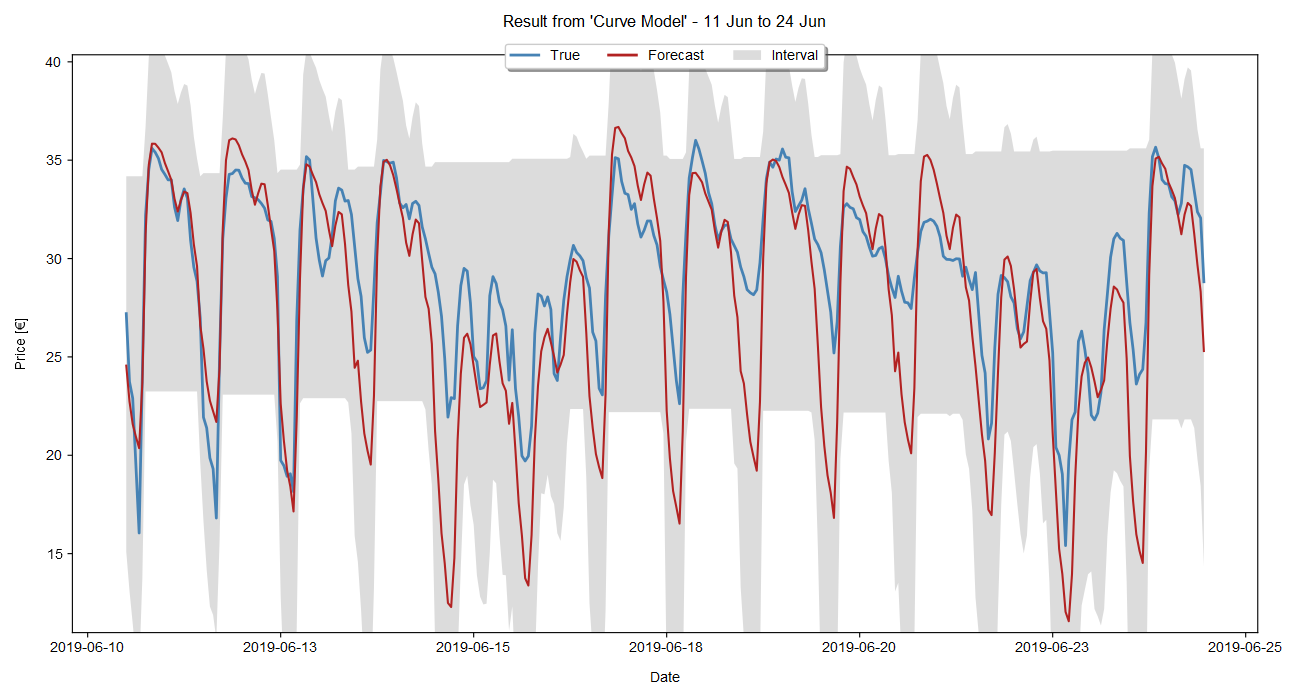 Result from 'Curve Model' - 11 Jun to 24 Jun
True Forecast Interval
40
35
30
25
20
15
Price [€]
2019-06-10 2019-06-13 2019-06-15 2019-06-18 2019-06-20 2019-06-23 2019-06-25
Date